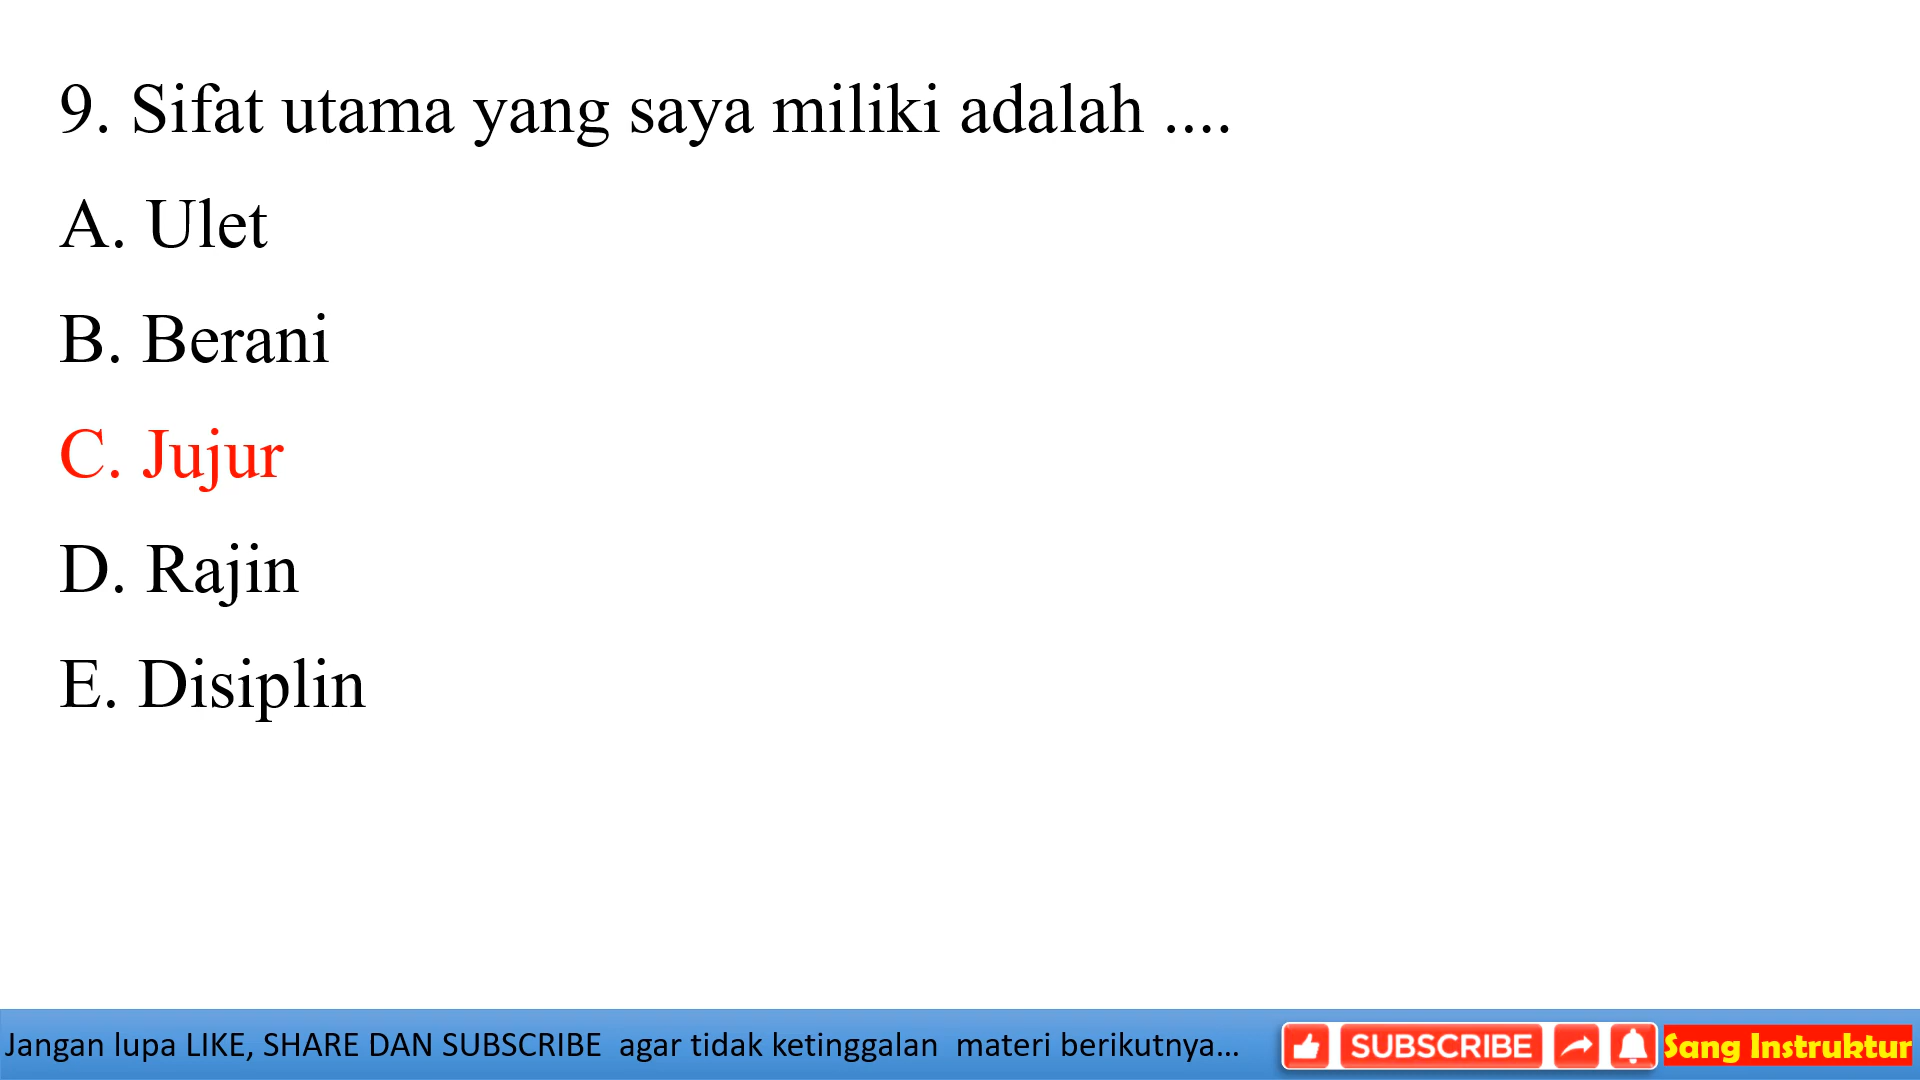 9. Sifat utama yang saya miliki adalah ....
A. Ulet
B. Berani
C. Jujur
D. Rajin
E. Disiplin
Jangan lupa LIKE, SHARE DAN SUBSCRIBE agar tidak ketinggalan materi berikutnya...
SUBSCRIBE
Sang Instruktur